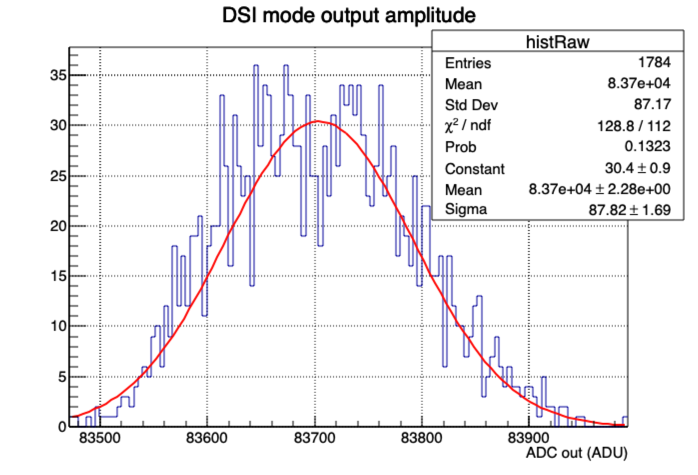 DSI mode output amplitude
histRaw
Entries 1784
Mean 8.37e+04
Std Dev 87.17
χ² / ndf 128.8 / 112
Prob 0.1323
Constant 30.4 ± 0.9
Mean 8.37e+04 ± 2.28e+00
Sigma 87.82 ± 1.69
35
30
25
20
15
10
5
0
83500 83600 83700 83800 83900
ADC out (ADU)